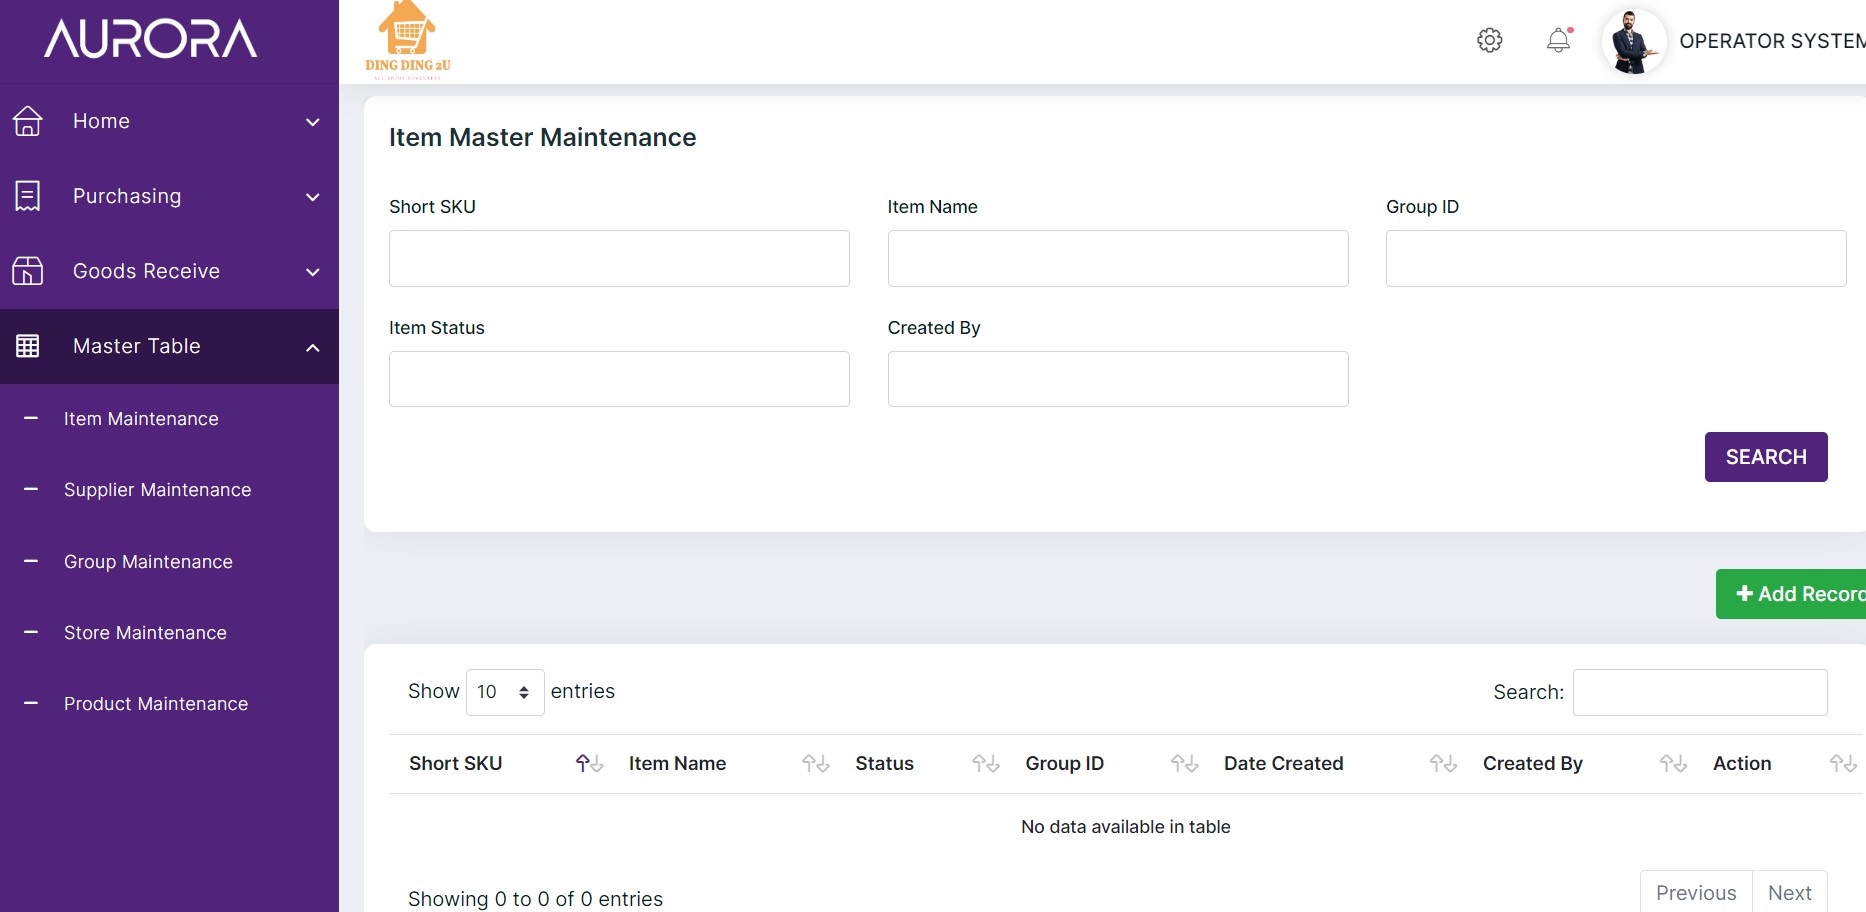 AURORA
DING DING 2U
OPERATOR SYSTEM
Home
Purchasing
Goods Receive
Master Table
Item Maintenance
Supplier Maintenance
Group Maintenance
Store Maintenance
Product Maintenance
Item Master Maintenance
Short SKU
Item Name
Group ID
Item Status
Created By
SEARCH
Add Record
Show 10 entries
Search:
Short SKU Item Name Status Group ID Date Created Created By Action
No data available in table
Showing 0 to 0 of 0 entries
Previous Next